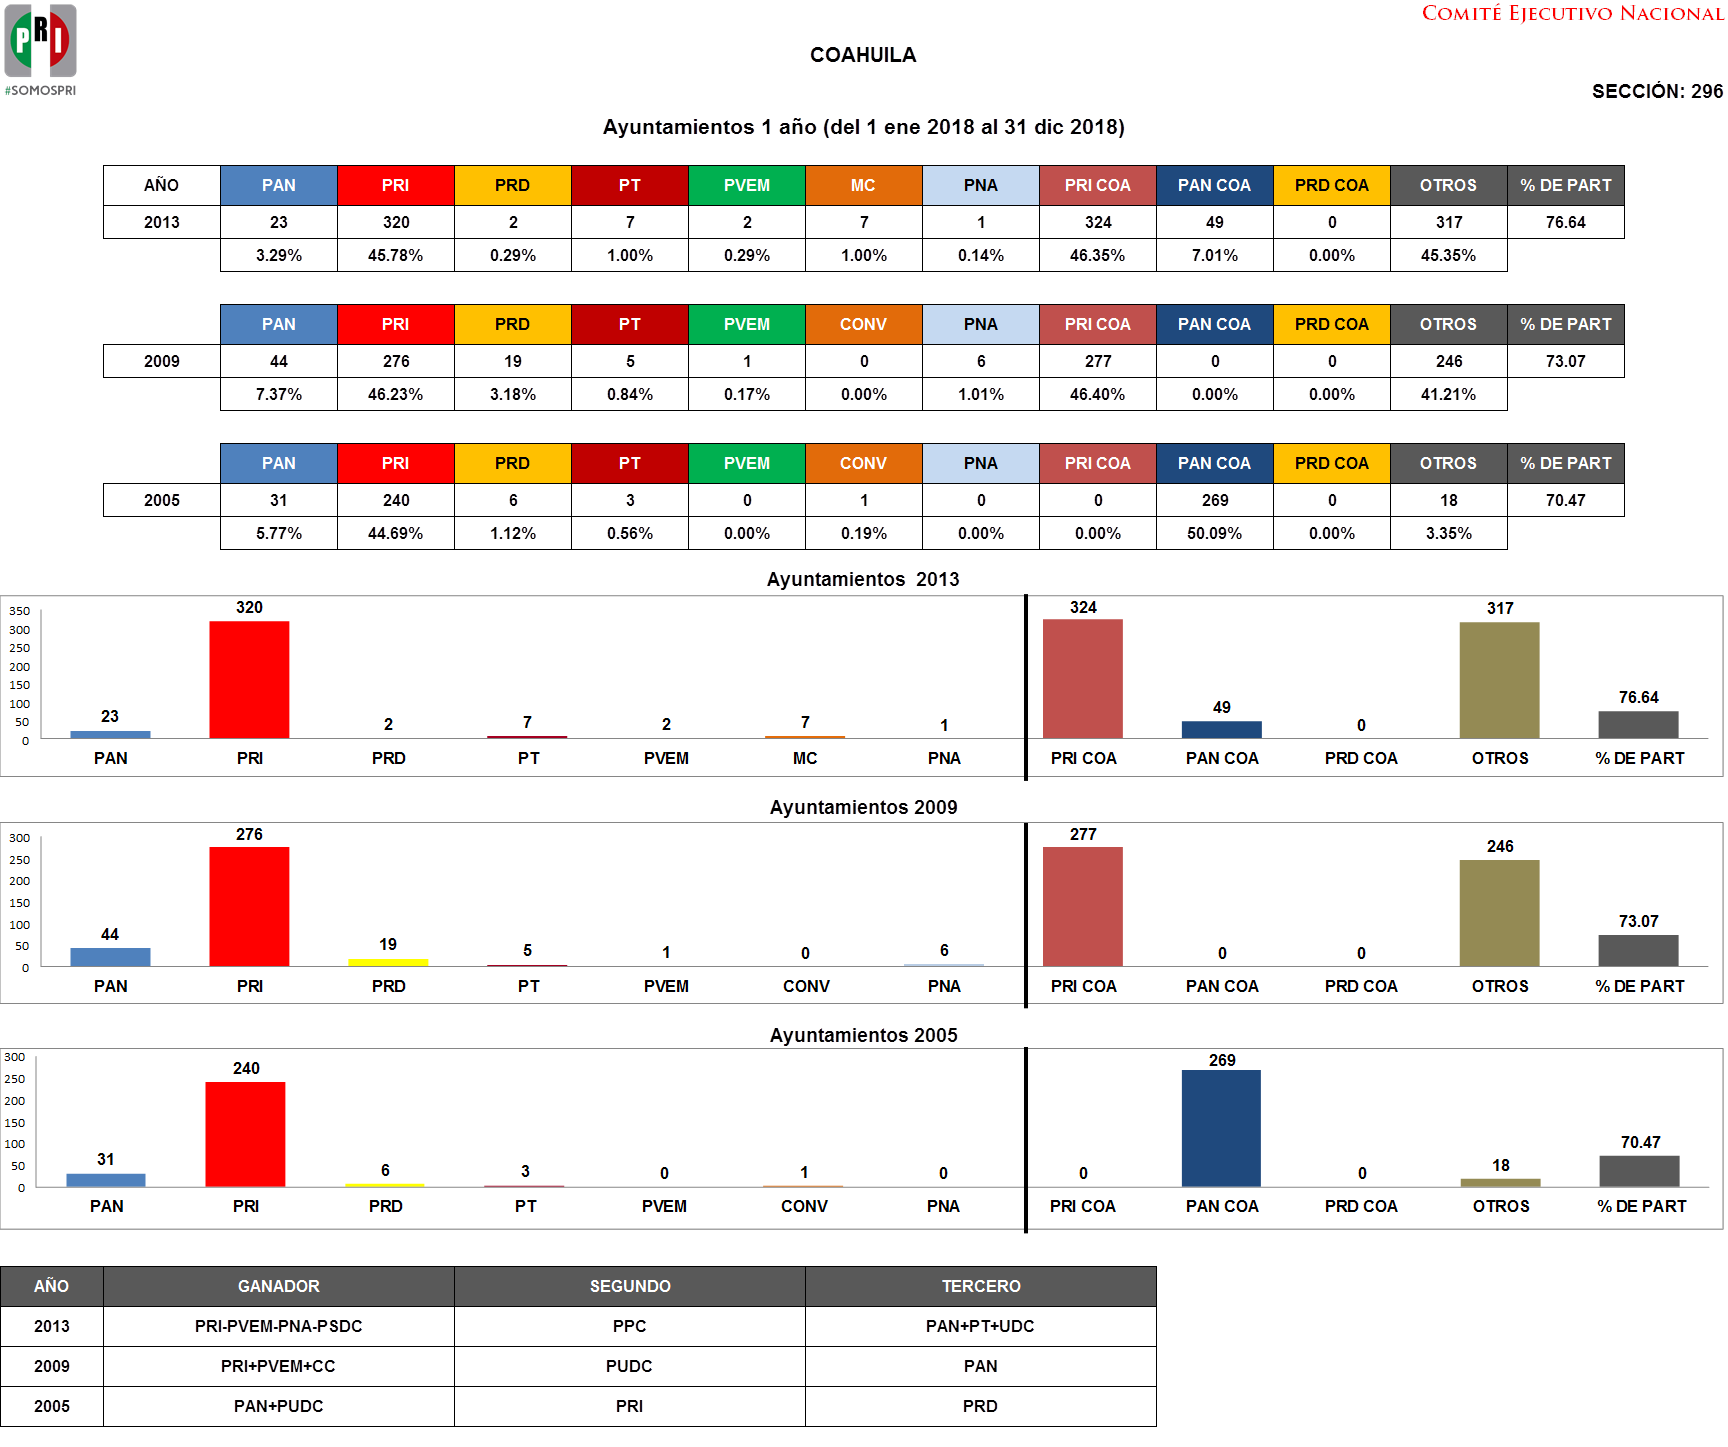 COMITÉ EJECUTIVO NACIONAL
PRI
#SOMOSPRI
COAHUILA
SECCIÓN: 296
Ayuntamientos 1 año (del 1 ene 2018 al 31 dic 2018)
AÑO PAN PRI PRD PT PVEM MC PNA PRI COA PAN COA PRD COA OTROS % DE PART
2013 23 320 2 7 2 7 1 324 49 0 317 76.64
3.29% 45.78% 0.29% 1.00% 0.29% 1.00% 0.14% 46.35% 7.01% 0.00% 45.35%
PAN PRI PRD PT PVEM CONV PNA PRI COA PAN COA PRD COA OTROS % DE PART
2009 44 276 19 5 1 0 6 277 0 0 246 73.07
7.37% 46.23% 3.18% 0.84% 0.17% 0.00% 1.01% 46.40% 0.00% 0.00% 41.21%
PAN PRI PRD PT PVEM CONV PNA PRI COA PAN COA PRD COA OTROS % DE PART
2005 31 240 6 3 0 1 0 0 269 0 18 70.47
5.77% 44.69% 1.12% 0.56% 0.00% 0.19% 0.00% 0.00% 50.09% 0.00% 3.35%
Ayuntamientos 2013
350
300
250
200
150
100
50
0
23 320 2 7 2 7 1 324 49 0 317 76.64
PAN PRI PRD PT PVEM MC PNA PRI COA PAN COA PRD COA OTROS % DE PART
Ayuntamientos 2009
300
250
200
150
100
50
0
44 276 19 5 1 0 6 277 0 0 246 73.07
PAN PRI PRD PT PVEM CONV PNA PRI COA PAN COA PRD COA OTROS % DE PART
Ayuntamientos 2005
300
250
200
150
100
50
0
31 240 6 3 0 1 0 0 269 0 18 70.47
PAN PRI PRD PT PVEM CONV PNA PRI COA PAN COA PRD COA OTROS % DE PART
AÑO GANADOR SEGUNDO TERCERO
2013 PRI-PVEM-PNA-PSDC PPC PAN+PT+UDC
2009 PRI+PVEM+CC PUDC PAN
2005 PAN+PUDC PRI PRD